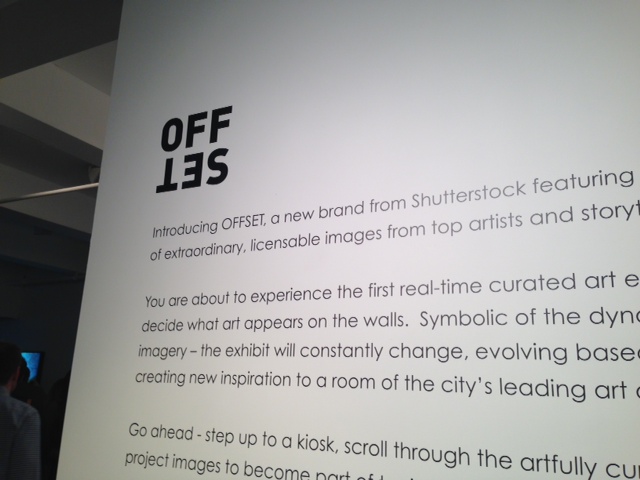 OFF
SET
Introducing OFFSET, a new brand from Shutterstock featuring
of extraordinary, licensable images from top artists and storyt
You are about to experience the first real-time curated art e
decide what art appears on the walls. Symbolic of the dyna
imagery – the exhibit will constantly change, evolving base
creating new inspiration to a room of the city's leading art
Go ahead - step up to a kiosk, scroll through the artfully cu
project images to become part of